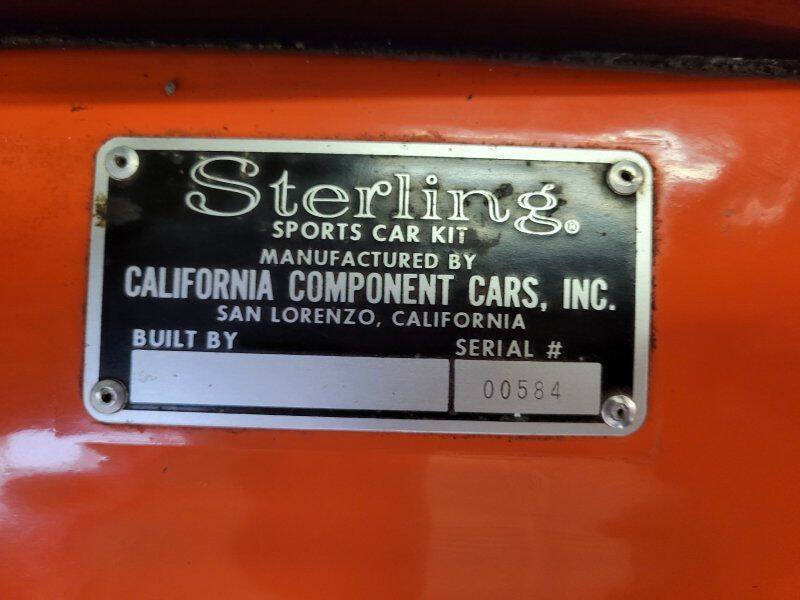 Sterling®
SPORTS CAR KIT
MANUFACTURED BY
CALIFORNIA COMPONENT CARS, INC.
SAN LORENZO, CALIFORNIA
BUILT BY SERIAL #
00584